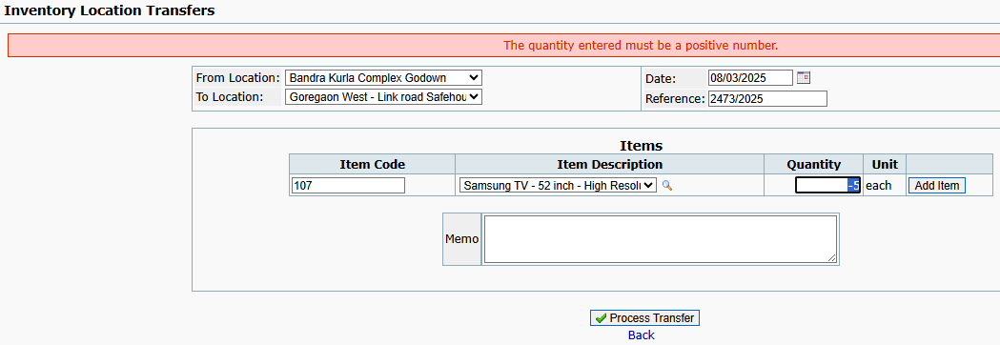 Inventory Location Transfers
The quantity entered must be a positive number.
From Location: Bandra Kurla Complex Godown
To Location: Goregaon West - Link road Safehou
Date: 08/03/2025
Reference: 2473/2025
Items
Item Code Item Description Quantity Unit
107 Samsung TV - 52 inch - High Resolu -5 each Add Item
Memo
Process Transfer
Back